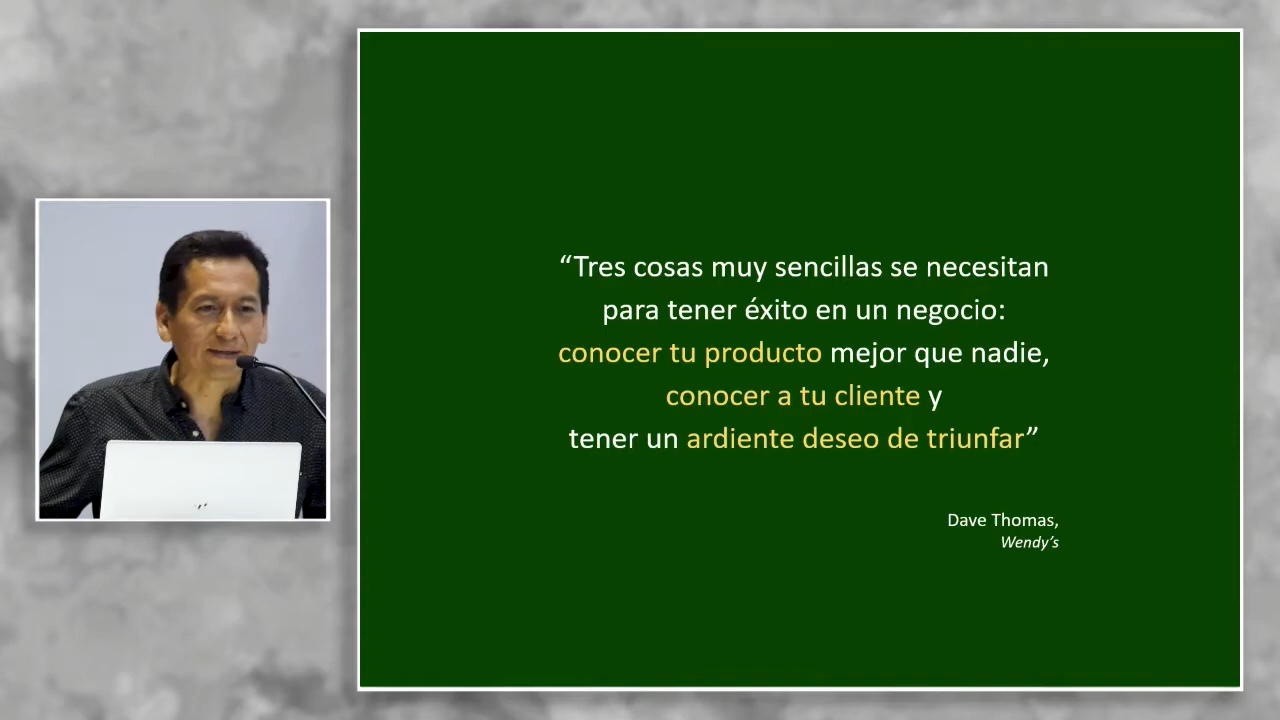 “Tres cosas muy sencillas se necesitan
para tener éxito en un negocio:
conocer tu producto mejor que nadie,
conocer a tu cliente y
tener un ardiente deseo de triunfar”
Dave Thomas,
Wendy’s